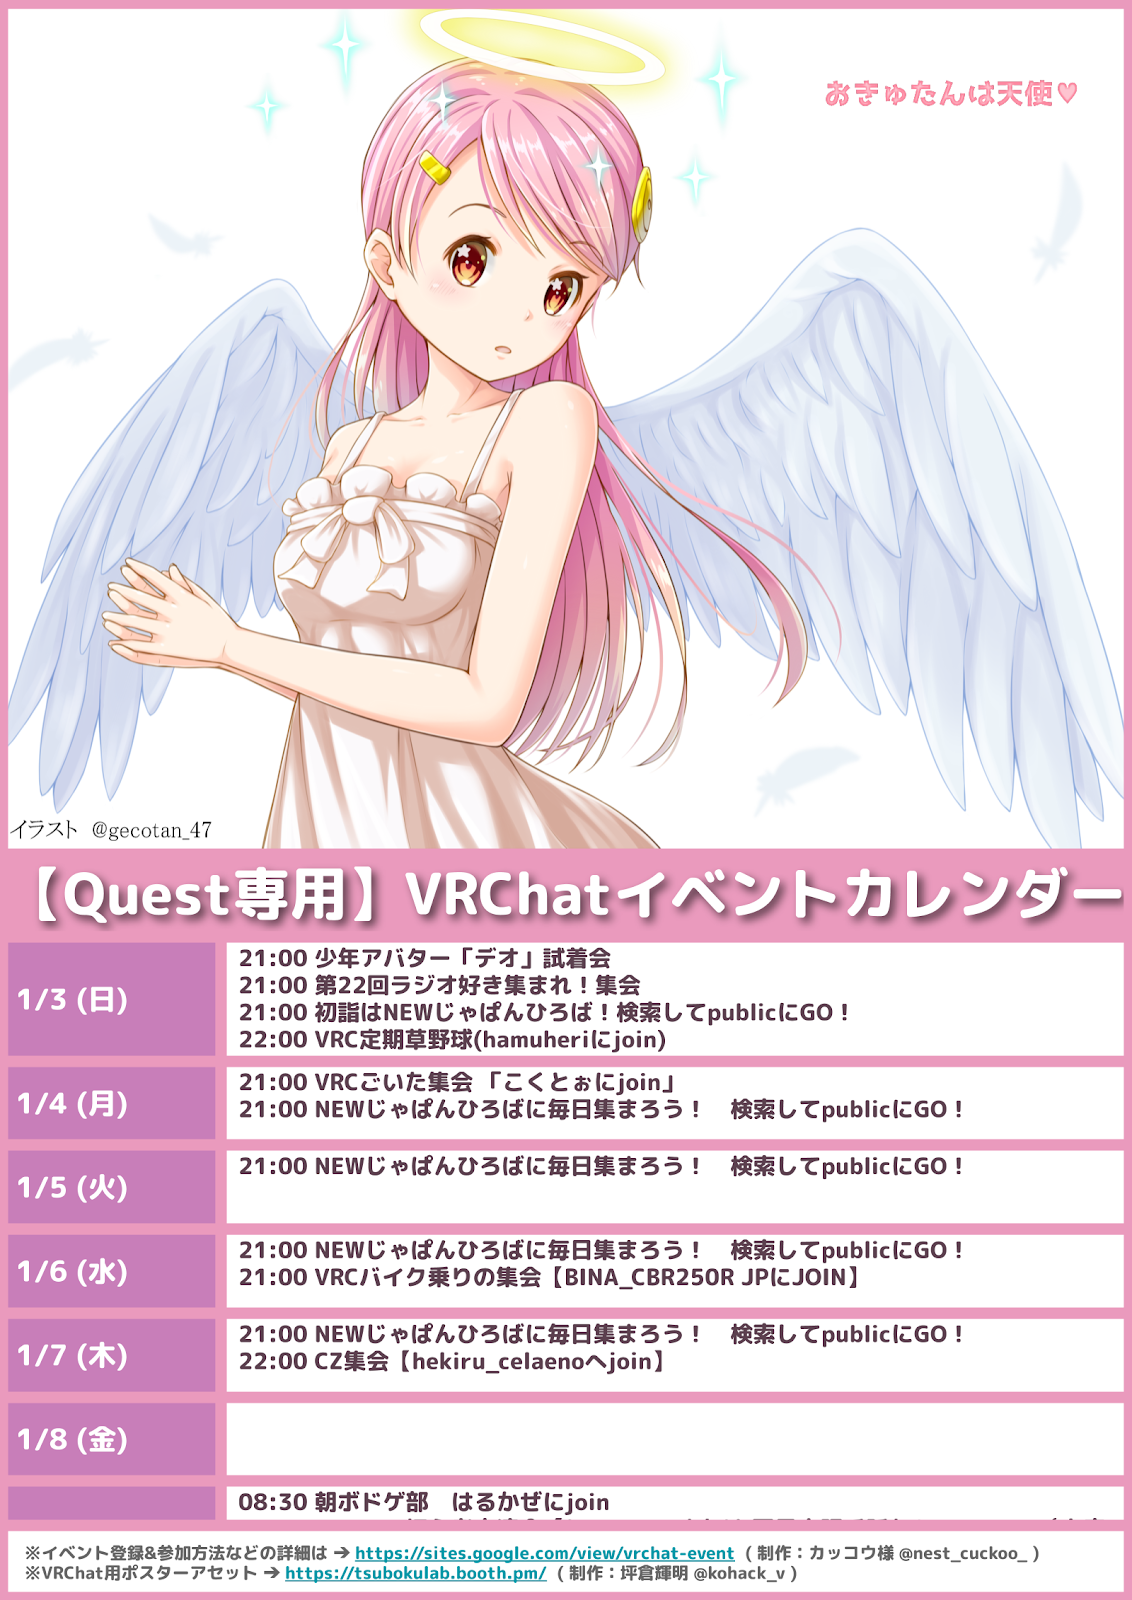 おきゅたんは天使♥
イラスト @gecotan_47
【Quest専用】VRChatイベントカレンダー
1/3 (日)
21:00 少年アバター「デオ」試着会
21:00 第22回ラジオ好き集まれ！集会
21:00 初詣はNEWじゃぱんひろば！検索してpublicにGO！
22:00 VRC定期草野球(hamuheriにjoin)
1/4 (月)
21:00 VRCごいた集会 「こくとぉにjoin」
21:00 NEWじゃぱんひろばに毎日集まろう！　検索してpublicにGO！
1/5 (火)
21:00 NEWじゃぱんひろばに毎日集まろう！　検索してpublicにGO！
1/6 (水)
21:00 NEWじゃぱんひろばに毎日集まろう！　検索してpublicにGO！
21:00 VRCバイク乗りの集会【BINA_CBR250R JPにJOIN】
1/7 (木)
21:00 NEWじゃぱんひろばに毎日集まろう！　検索してpublicにGO！
22:00 CZ集会【hekiru_celaenoへjoin】
1/8 (金)
08:30 朝ボドゲ部　はるかぜにjoin
※イベント登録&参加方法などの詳細は ➔ https://sites.google.com/view/vrchat-event ( 制作：カッコウ様 @nest_cuckoo_ )
※VRChat用ポスターアセット ➔ https://tsubokulab.booth.pm/ ( 制作：坪倉輝明 @kohack_v )